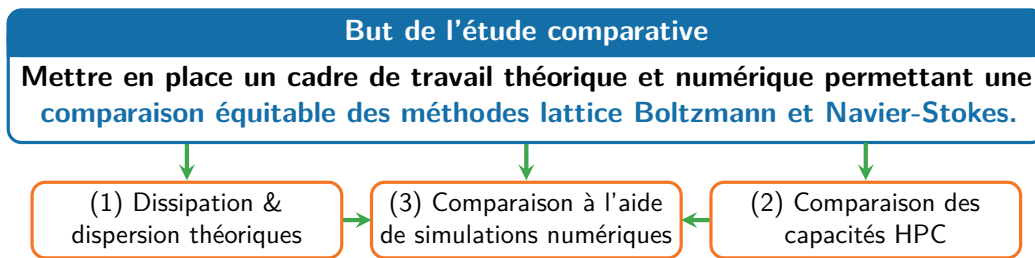 But de l'étude comparative
Mettre en place un cadre de travail théorique et numérique permettant une
comparaison équitable des méthodes lattice Boltzmann et Navier-Stokes.
(1) Dissipation &
dispersion théoriques
(3) Comparaison à l'aide
de simulations numériques
(2) Comparaison des
capacités HPC